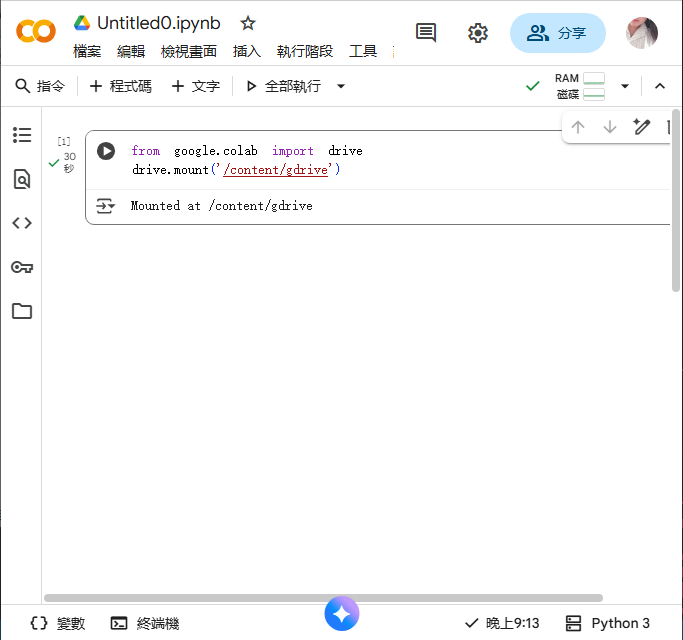 Untitled0.ipynb
檔案 編輯 檢視畫面 插入 執行階段 工具
分享
指令 程式碼 文字 全部執行
RAM
磁碟
[1]
30
秒
from google.colab import drive
drive.mount('/content/gdrive')
Mounted at /content/gdrive
變數 終端機 晚上9:13 Python 3